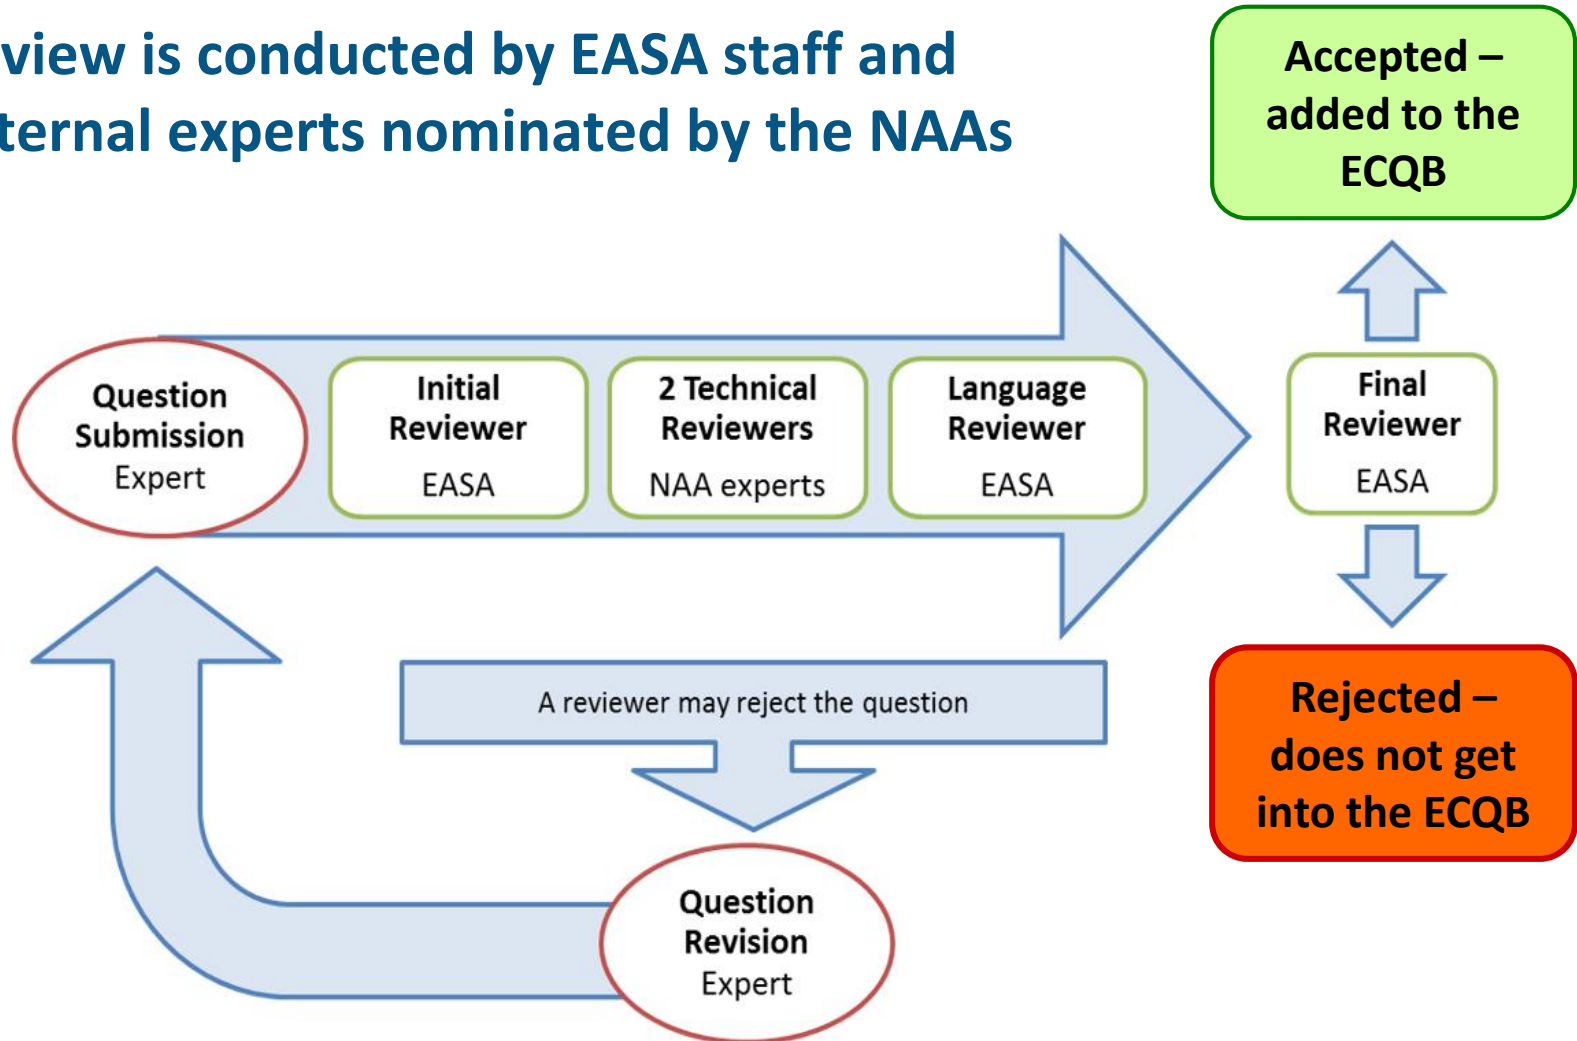 view is conducted by EASA staff and
ternal experts nominated by the NAAs
Accepted –
added to the
ECQB
Question
Submission
Expert
Initial
Reviewer
EASA
2 Technical
Reviewers
NAA experts
Language
Reviewer
EASA
Final
Reviewer
EASA
A reviewer may reject the question
Rejected –
does not get
into the ECQB
Question
Revision
Expert